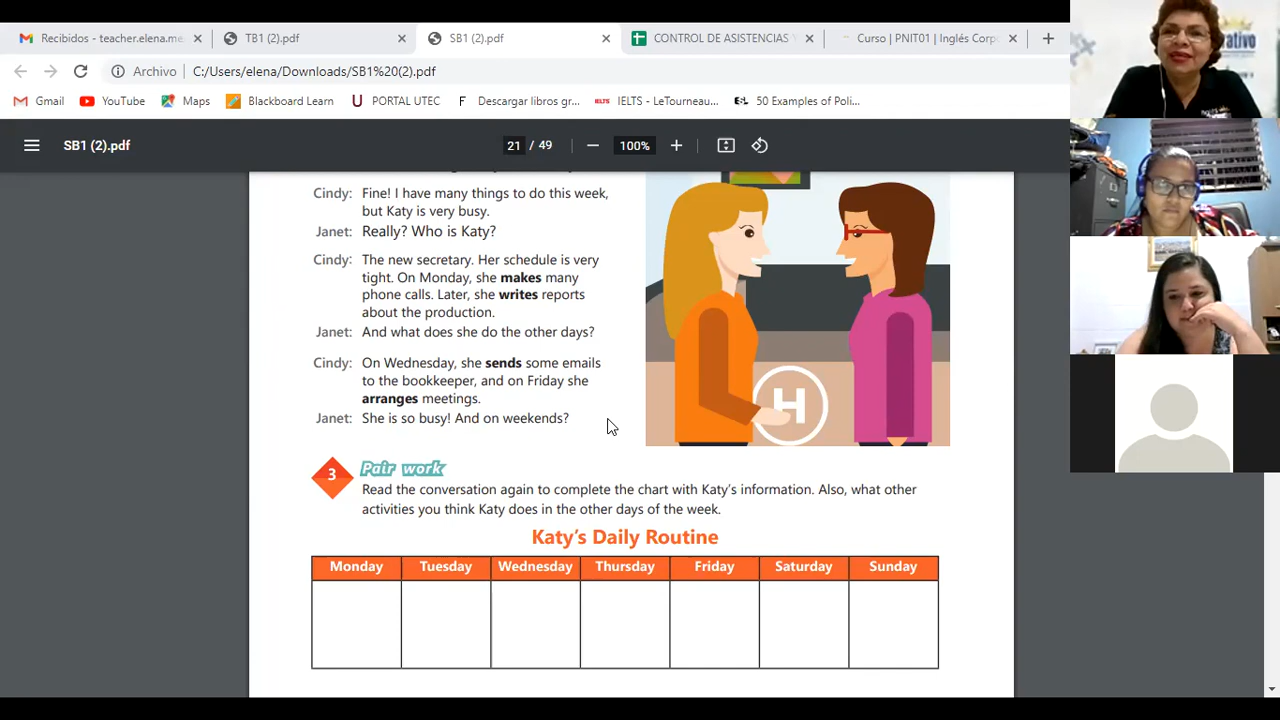 Recibidos - teacher.elena.me
TB1 (2).pdf
SB1 (2).pdf
CONTROL DE ASISTENCIAS Y
Curso | PNIT01 | Inglés Corpo
Archivo
C:/Users/elena/Downloads/SB1%20(2).pdf
Gmail
YouTube
Maps
Blackboard Learn
U PORTAL UTEC
F Descargar libros gr...
IELTS IELTS - LeTourneau...
ESL 50 Examples of Poli...
SB1 (2).pdf
21 / 49
100%
Cindy: Fine! I have many things to do this week,
but Katy is very busy.
Janet: Really? Who is Katy?
Cindy: The new secretary. Her schedule is very
tight. On Monday, she makes many
phone calls. Later, she writes reports
about the production.
Janet: And what does she do the other days?
Cindy: On Wednesday, she sends some emails
to the bookkeeper, and on Friday she
arranges meetings.
Janet: She is so busy! And on weekends?
H
3 Pair work
Read the conversation again to complete the chart with Katy's information. Also, what other
activities you think Katy does in the other days of the week.
Katy's Daily Routine
Monday Tuesday Wednesday Thursday Friday Saturday Sunday